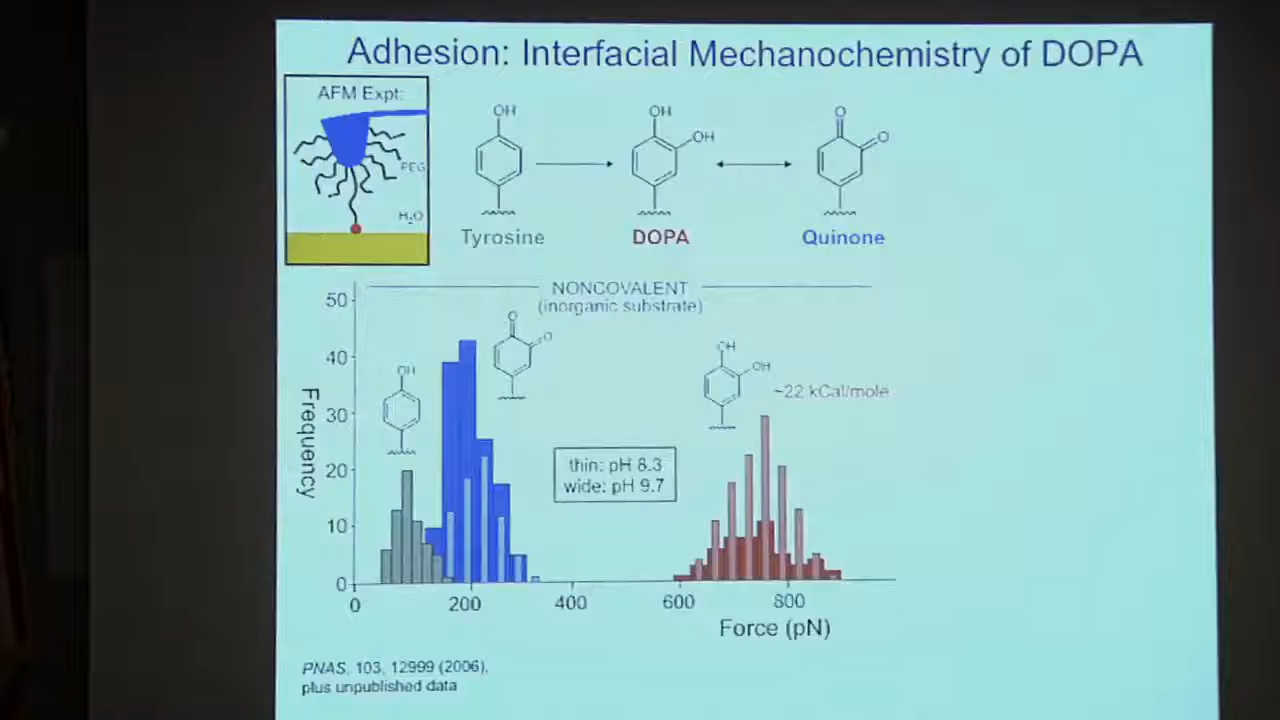 Adhesion: Interfacial Mechanochemistry of DOPA
AFM Expt:
PEG
H2O
OH
OH
OH
O
O
Tyrosine
DOPA
Quinone
NONCOVALENT
(inorganic substrate)
50
40
30
20
10
0
Frequency
OH
O
O
OH
OH
~22 kCal/mole
thin: pH 8.3
wide: pH 9.7
0
200
400
600
800
Force (pN)
PNAS, 103, 12999 (2006),
plus unpublished data